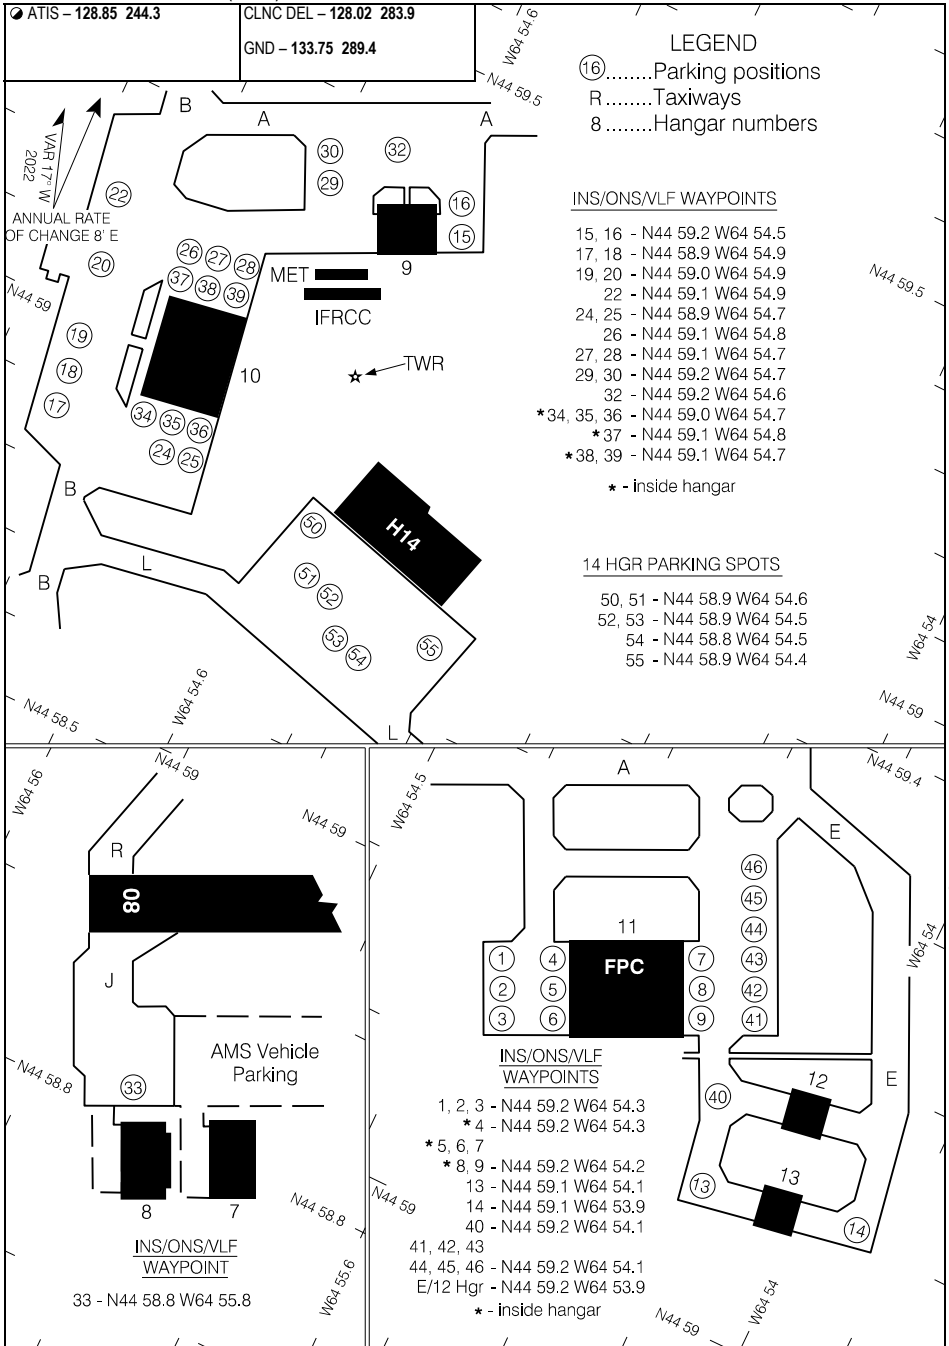 ATIS – 128.85 244.3
CLNC DEL – 128.02 283.9
GND – 133.75 289.4
W64 54.6
N44 59.5
LEGEND
16 ........Parking positions
R ........Taxiways
8 ........Hangar numbers
B
A
A
VAR 17° W
2022
ANNUAL RATE
OF CHANGE 8' E
30
32
29
22
16
15
20
26
27
28
37
38
39
MET
9
IFRCC
N44 59
19
18
17
10
TWR
34
35
36
24
25
INS/ONS/VLF WAYPOINTS
15, 16 - N44 59.2 W64 54.5
17, 18 - N44 58.9 W64 54.9
19, 20 - N44 59.0 W64 54.9
22 - N44 59.1 W64 54.9
24, 25 - N44 58.9 W64 54.7
26 - N44 59.1 W64 54.8
27, 28 - N44 59.1 W64 54.7
29, 30 - N44 59.2 W64 54.7
32 - N44 59.2 W64 54.6
*34, 35, 36 - N44 59.0 W64 54.7
*37 - N44 59.1 W64 54.8
*38, 39 - N44 59.1 W64 54.7
* - inside hangar
N44 59.5
B
H14
50
L
B
51
52
53
54
55
14 HGR PARKING SPOTS
50, 51 - N44 58.9 W64 54.6
52, 53 - N44 58.9 W64 54.5
54 - N44 58.8 W64 54.5
55 - N44 58.9 W64 54.4
W64 54
N44 59
N44 58.5
W64 54.6
L
W64 56
N44 59
N44 59
R
08
J
AMS Vehicle
Parking
N44 58.8
33
8
7
N44 58.8
W64 55.6
INS/ONS/VLF
WAYPOINT
33 - N44 58.8 W64 55.8
W64 54.5
A
N44 59.4
E
46
45
44
43
42
41
11
FPC
1
2
3
4
5
6
7
8
9
W64 54
12
E
40
13
13
14
INS/ONS/VLF
WAYPOINTS
1, 2, 3 - N44 59.2 W64 54.3
*4 - N44 59.2 W64 54.3
*5, 6, 7
*8, 9 - N44 59.2 W64 54.2
13 - N44 59.1 W64 54.1
14 - N44 59.1 W64 53.9
40 - N44 59.2 W64 54.1
41, 42, 43
44, 45, 46 - N44 59.2 W64 54.1
E/12 Hgr - N44 59.2 W64 53.9
* - inside hangar
N44 59
N44 59
W64 54